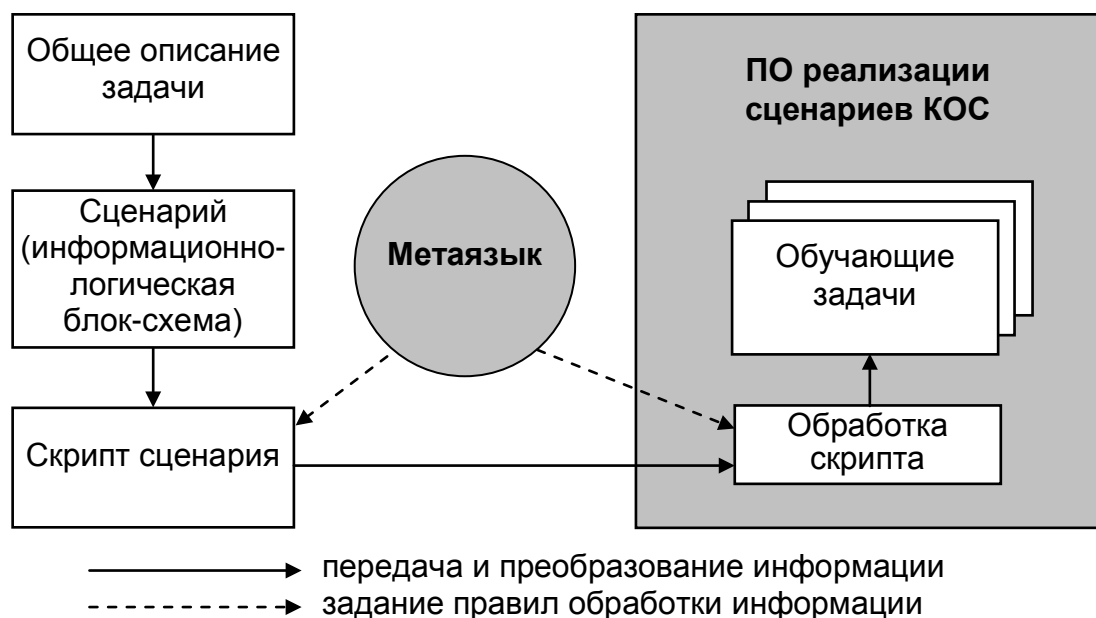 Общее описание
задачи
Сценарий
(информационно-
логическая
блок-схема)
Скрипт сценария
Метаязык
ПО реализации
сценариев КОС
Обучающие
задачи
Обработка
скрипта
передача и преобразование информации
задание правил обработки информации